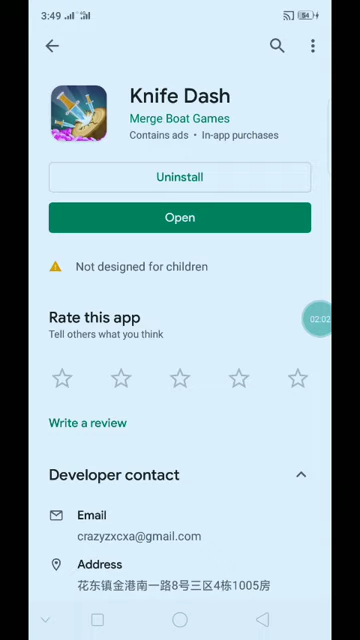 3:49
54
Knife Dash
Merge Boat Games
Contains ads • In-app purchases
Uninstall
Open
Not designed for children
Rate this app
Tell others what you think
02:02
Write a review
Developer contact
Email
crazyzxcxa@gmail.com
Address
花东镇金港南一路8号三区4栋1005房